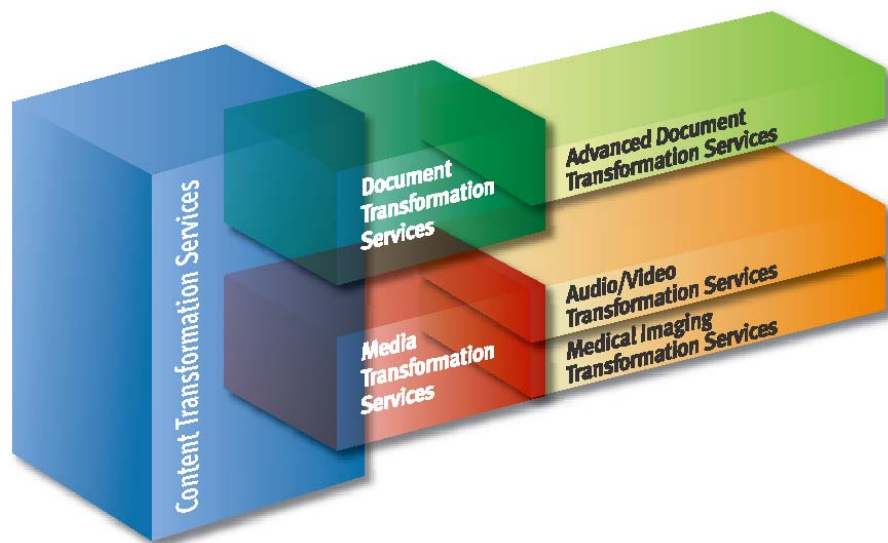 Content Transformation Services
Document
Transformation
Services
Advanced Document
Transformation Services
Media
Transformation
Services
Audio/Video
Transformation Services
Medical Imaging
Transformation Services